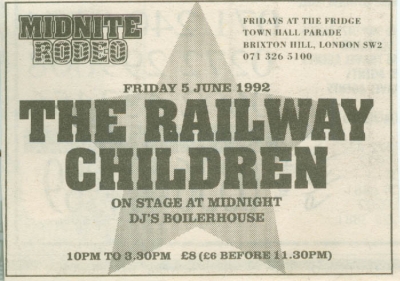 MIDNITE
RODEO
FRIDAYS AT THE FRIDGE
TOWN HALL PARADE
BRIXTON HILL, LONDON SW2
071 326 5100
FRIDAY 5 JUNE 1992
THE RAILWAY
CHILDREN
ON STAGE AT MIDNIGHT
DJ'S BOILERHOUSE
10PM TO 3.30PM £8 (£6 BEFORE 11.30PM)